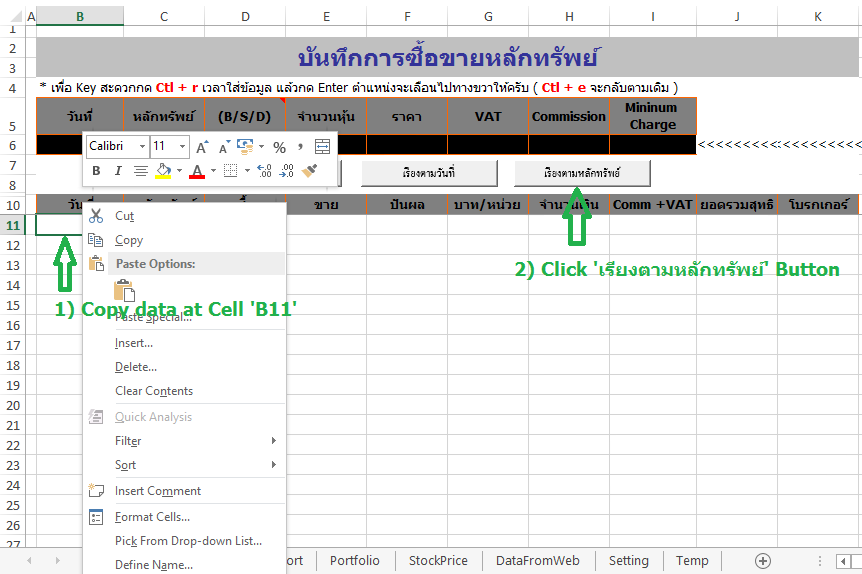 A B C D E F G H I J K
1
2
บันทึกการซื้อขายหลักทรัพย์
3
4 * เพื่อ Key สะดวกกด Ctl + r เวลาใส่ข้อมูล แล้วกด Enter ตำแหน่งจะเลื่อนไปทางขวาให้ครับ ( Ctl + e จะกลับตามเดิม )
5 วันที่ หลักทรัพย์ (B/S/D) จำนวนหุ้น ราคา VAT Commission Mininum Charge
6 <<<<<<<<<<<<<<<<<<<<
Calibri 11 A A % ,
B I A .00 .00
7 เรียงตามวันที่ เรียงตามหลักทรัพย์
8
10 ขาย ปันผล บาท/หน่วย จำนวนเงิน Comm +VAT ยอดรวมสุทธิ โบรกเกอร์
11 Cut
12 Copy
13 Paste Options:
2) Click 'เรียงตามหลักทรัพย์' Button
14
15 1) Copy data at Cell 'B11'
Paste Special...
16
17 Insert...
18 Delete...
19 Clear Contents
20 Quick Analysis
21
22 Filter
23 Sort
24 Insert Comment
25
26 Format Cells...
27 Pick From Drop-down List...
ort Portfolio StockPrice DataFromWeb Setting Temp
Define Name...